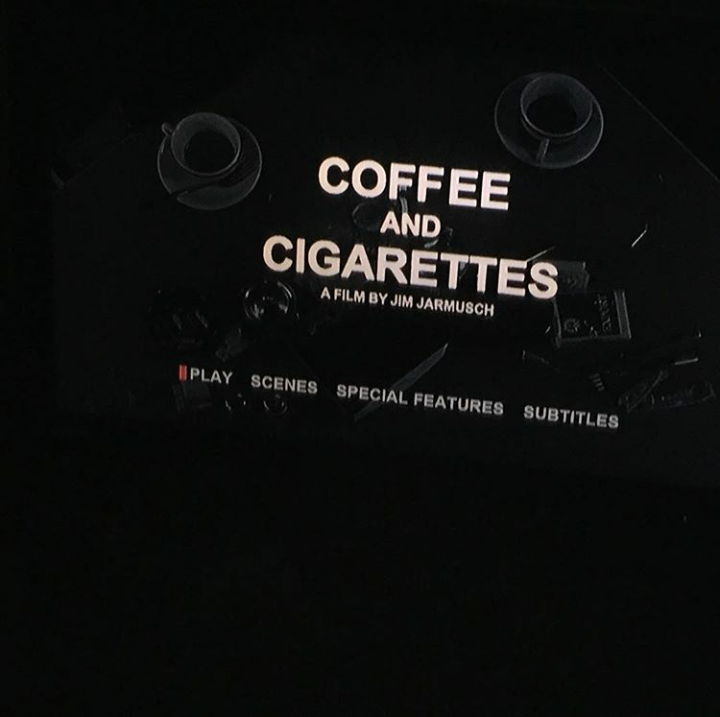 COFFEE
AND
CIGARETTES
A FILM BY JIM JARMUSCH
PLAY SCENES SPECIAL FEATURES SUBTITLES